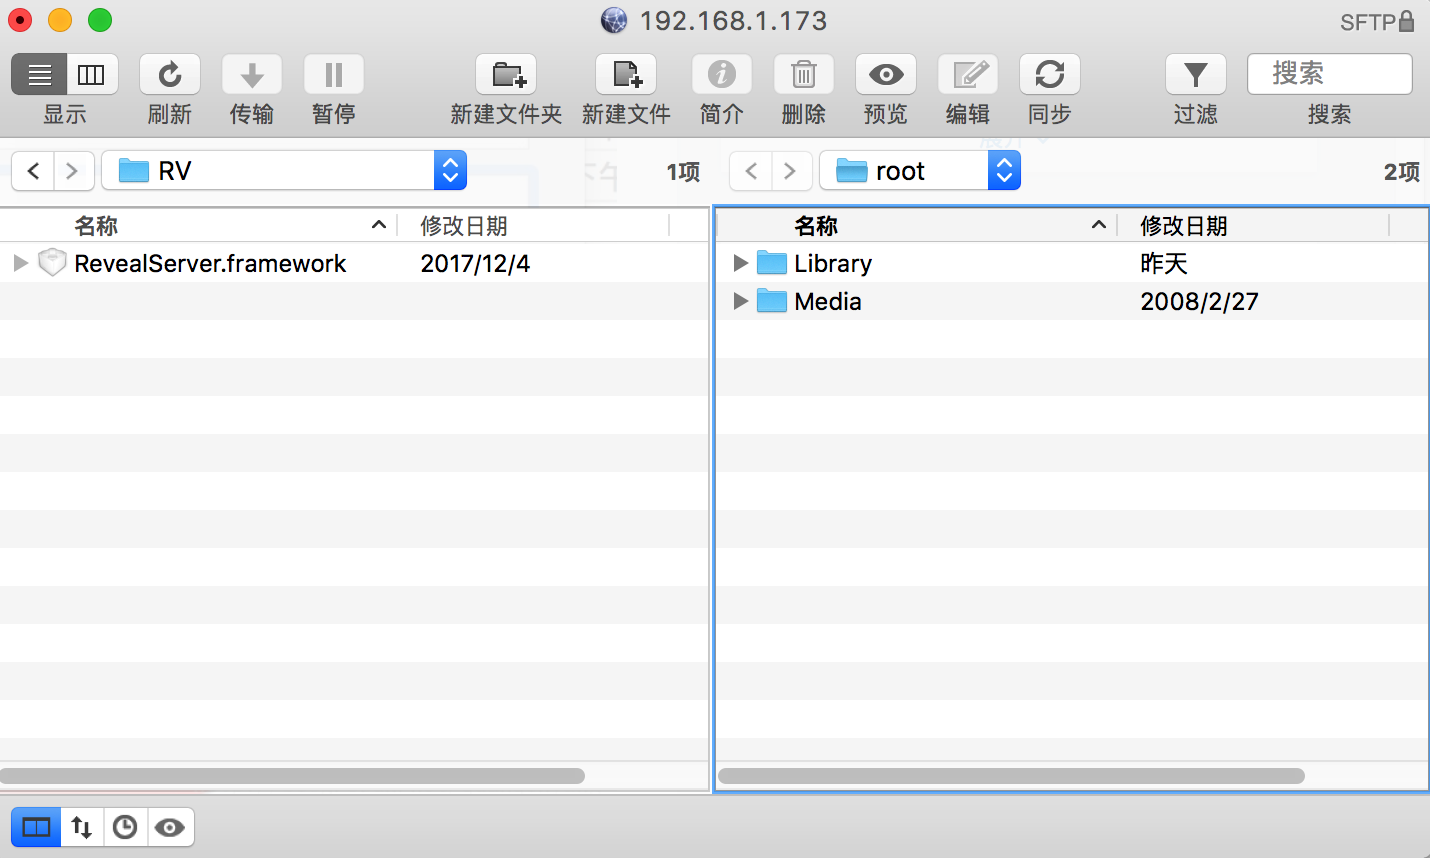 192.168.1.173
SFTP
搜索
显示 刷新 传输 暂停 新建文件夹 新建文件 简介 删除 预览 编辑 同步 过滤 搜索
RV 1项 root 2项
名称 修改日期 名称 修改日期
RevealServer.framework 2017/12/4 Library 昨天
Media 2008/2/27